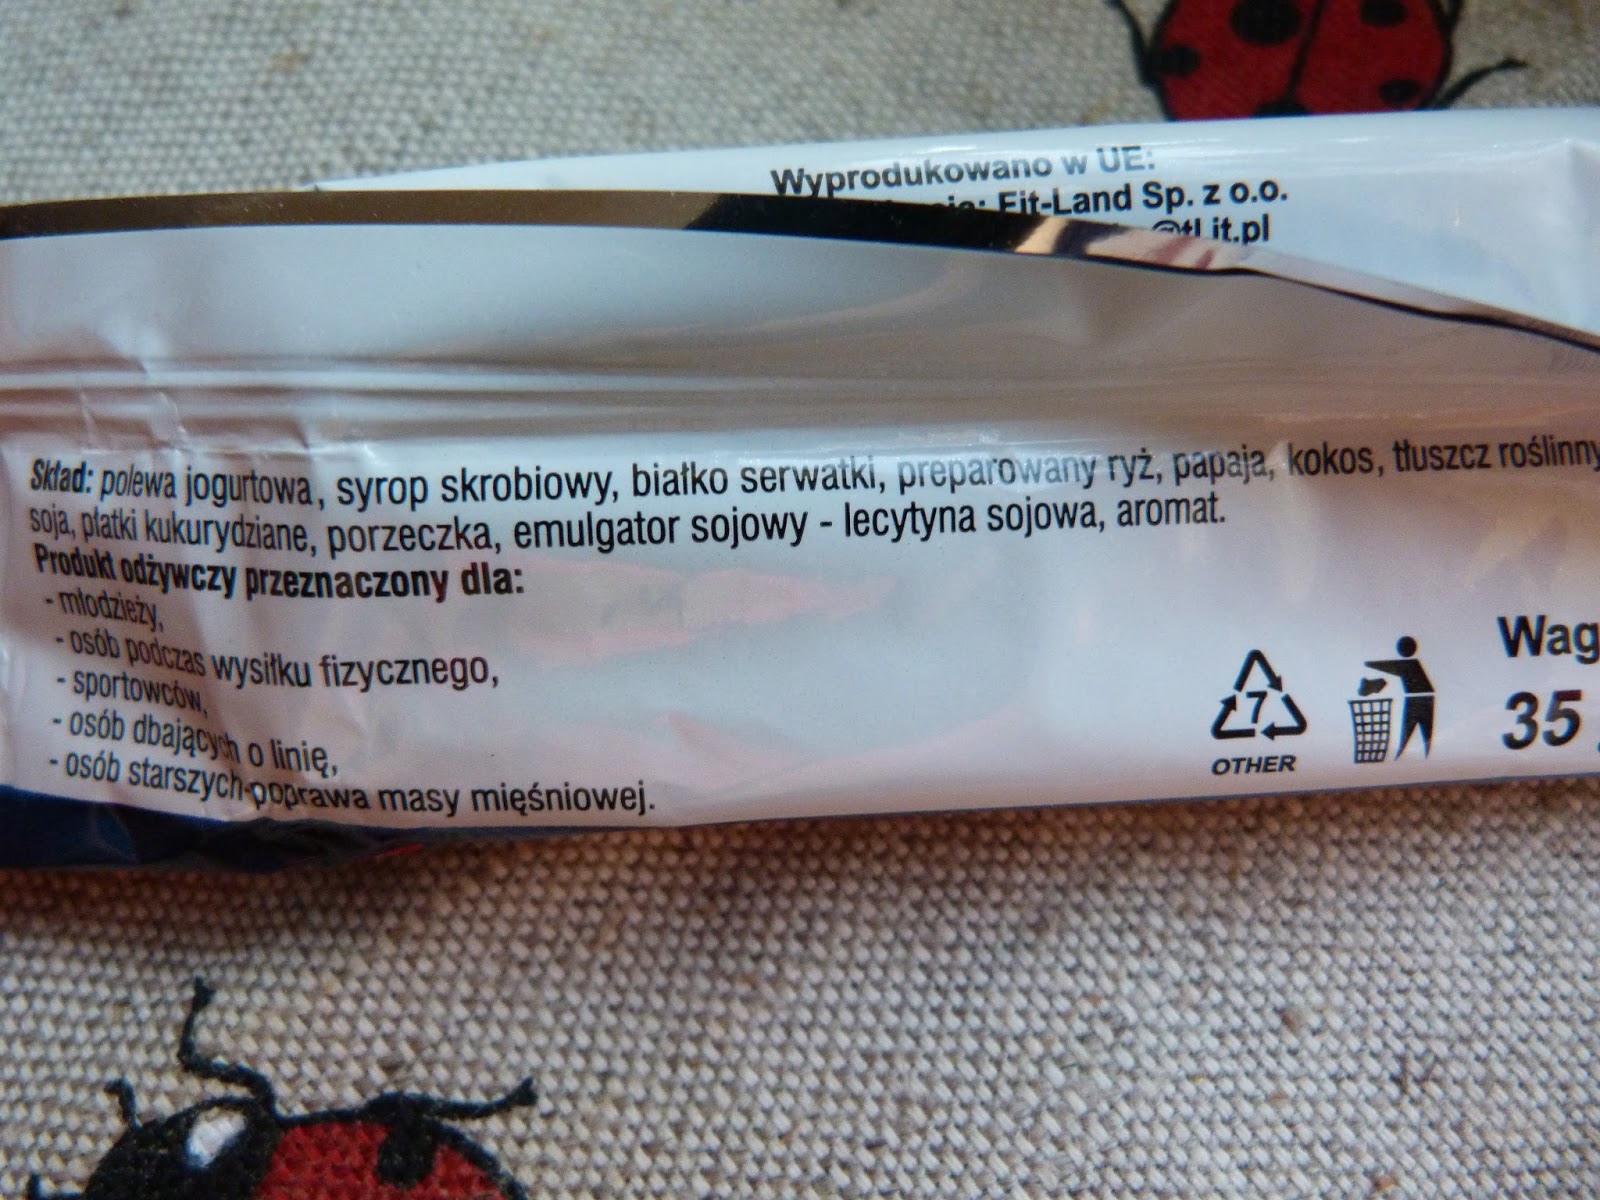 Wyprodukowano w UE:
Fit-Land Sp. z o.o.
it.pl
Skład: polewa jogurtowa, syrop skrobiowy, białko serwatki, preparowany ryż, papaja, kokos, tłuszcz roślinny
soja, płatki kukurydziane, porzeczka, emulgator sojowy - lecytyna sojowa, aromat.
Produkt odżywczy przeznaczony dla:
- młodzieży,
- osób podczas wysiłku fizycznego,
- sportowców,
- osób dbających o linię,
- osób starszych-poprawa masy mięśniowej.
7
OTHER
Wag
35